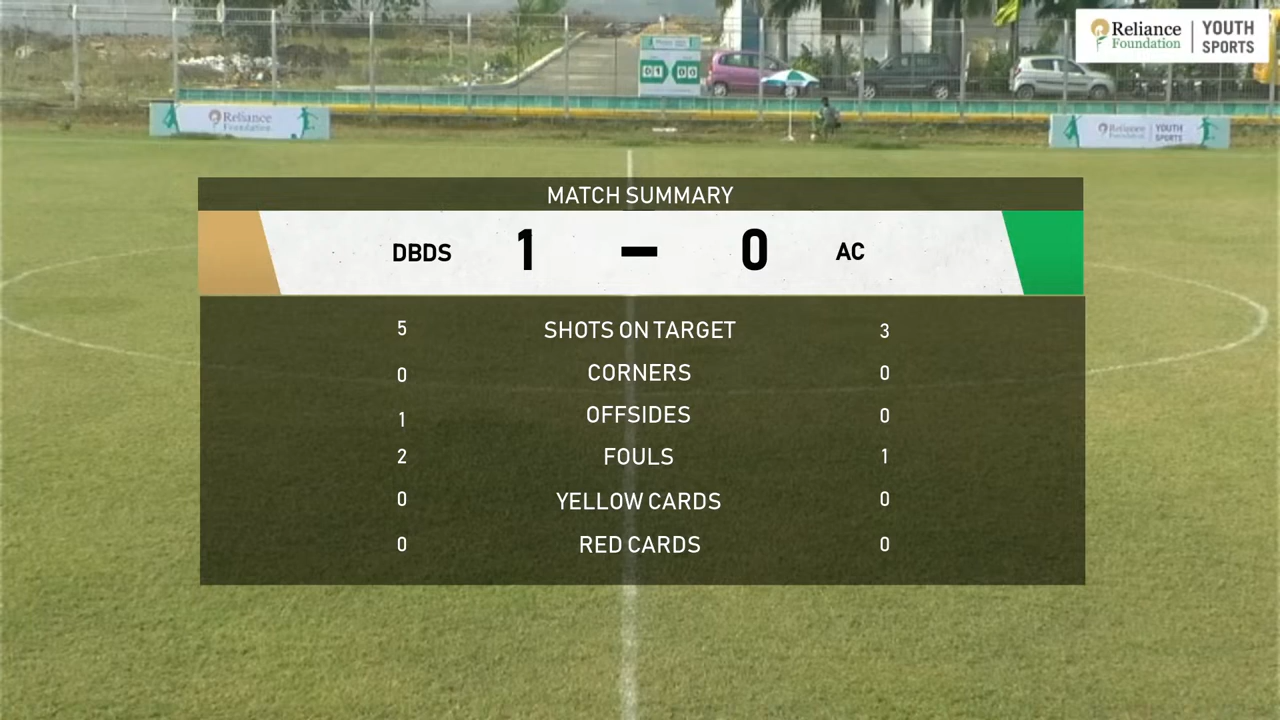 Reliance Foundation | YOUTH SPORTS
01 00
Reliance Foundation
Reliance Foundation | YOUTH SPORTS
MATCH SUMMARY
DBDS 1 – 0 AC
5 SHOTS ON TARGET 3
0 CORNERS 0
1 OFFSIDES 0
2 FOULS 1
0 YELLOW CARDS 0
0 RED CARDS 0